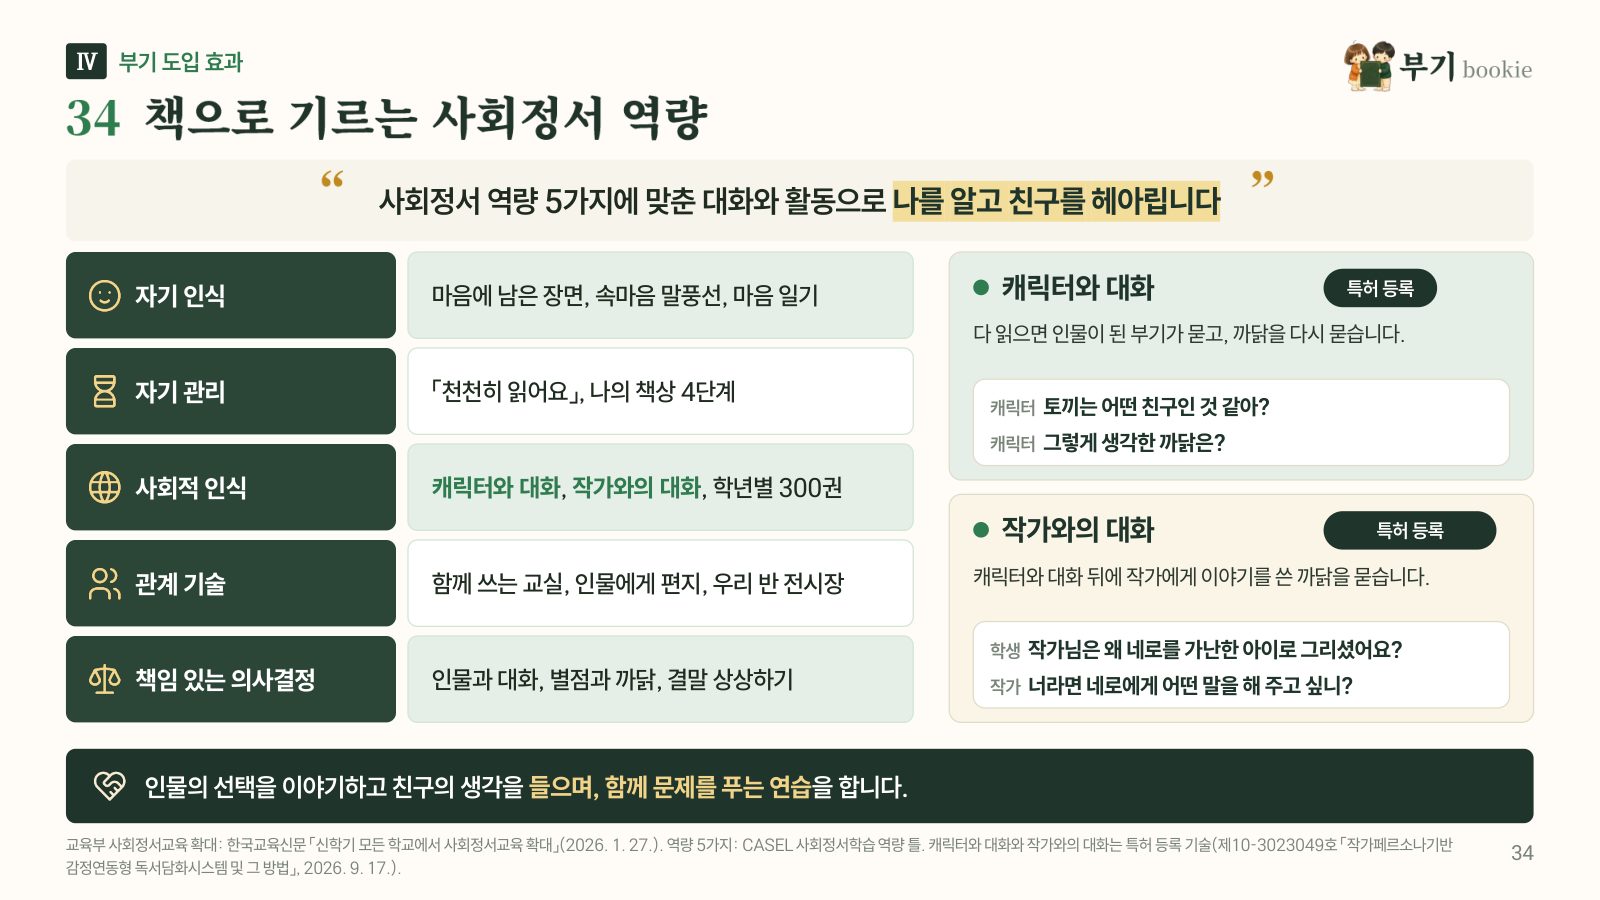 Ⅳ 부기 도입 효과
부기 bookie
34 책으로 기르는 사회정서 역량
“ 사회정서 역량 5가지에 맞춘 대화와 활동으로 나를 알고 친구를 헤아립니다 ”
자기 인식
마음에 남은 장면, 속마음 말풍선, 마음 일기
자기 관리
「천천히 읽어요」, 나의 책상 4단계
사회적 인식
캐릭터와 대화, 작가와의 대화, 학년별 300권
관계 기술
함께 쓰는 교실, 인물에게 편지, 우리 반 전시장
책임 있는 의사결정
인물과 대화, 별점과 까닭, 결말 상상하기
캐릭터와 대화 특허 등록
다 읽으면 인물이 된 부기가 묻고, 까닭을 다시 묻습니다.
캐릭터 토끼는 어떤 친구인 것 같아?
캐릭터 그렇게 생각한 까닭은?
작가와의 대화 특허 등록
캐릭터와 대화 뒤에 작가에게 이야기를 쓴 까닭을 묻습니다.
학생 작가님은 왜 네로를 가난한 아이로 그리셨어요?
작가 너라면 네로에게 어떤 말을 해 주고 싶니?
인물의 선택을 이야기하고 친구의 생각을 들으며, 함께 문제를 푸는 연습을 합니다.
교육부 사회정서교육 확대: 한국교육신문 「신학기 모든 학교에서 사회정서교육 확대」(2026. 1. 27.). 역량 5가지: CASEL 사회정서학습 역량 틀. 캐릭터와 대화와 작가와의 대화는 특허 등록 기술(제10-3023049호 「작가페르소나기반
감정연동형 독서담화시스템 및 그 방법」, 2026. 9. 17.).
34